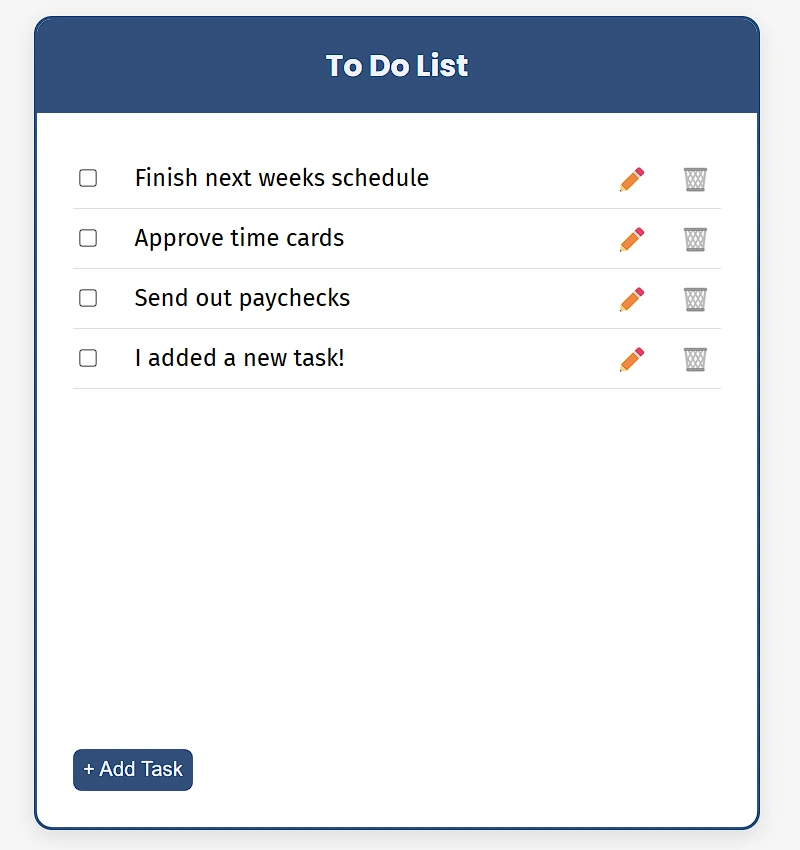 To Do List
Finish next weeks schedule
Approve time cards
Send out paychecks
I added a new task!
+ Add Task